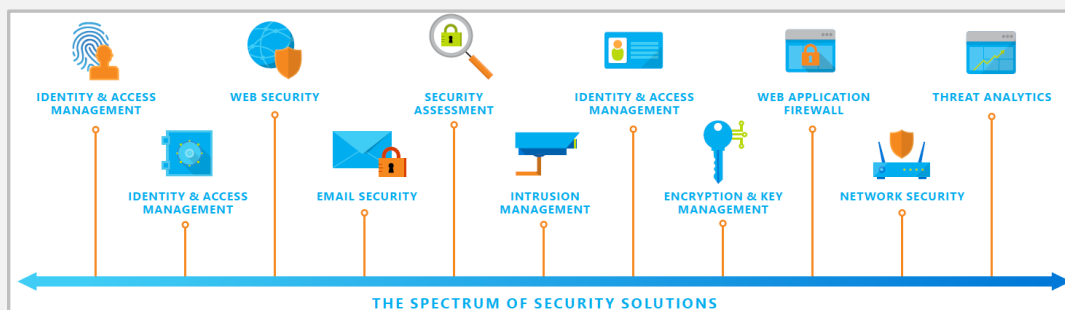 IDENTITY & ACCESS
MANAGEMENT
WEB SECURITY
SECURITY
ASSESSMENT
IDENTITY & ACCESS
MANAGEMENT
WEB APPLICATION
FIREWALL
THREAT ANALYTICS
IDENTITY & ACCESS
MANAGEMENT
EMAIL SECURITY
INTRUSION
MANAGEMENT
ENCRYPTION & KEY
MANAGEMENT
NETWORK SECURITY
THE SPECTRUM OF SECURITY SOLUTIONS